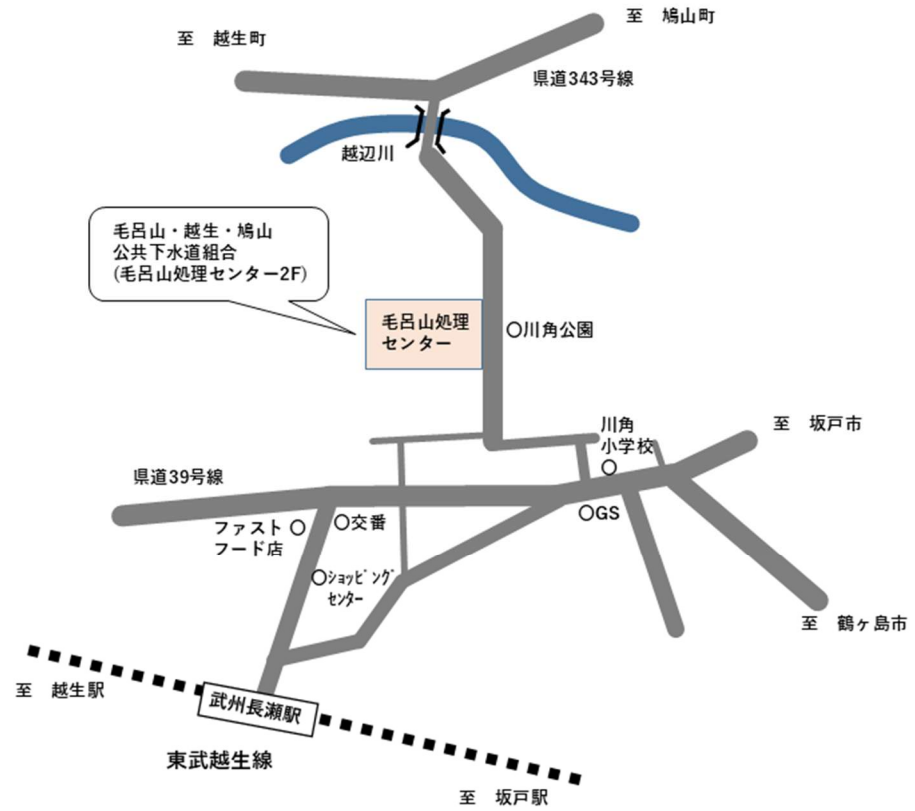 至　鳩山町
至　越生町
県道343号線
越辺川
毛呂山・越生・鳩山
公共下水道組合
(毛呂山処理センター2F)
毛呂山処理
センター
川角公園
川角
小学校
至　坂戸市
県道39号線
ファスト
フード店
交番
GS
ｼｮｯﾋﾟﾝｸﾞ
ｾﾝﾀｰ
至　鶴ヶ島市
至　越生駅
武州長瀬駅
東武越生線
至　坂戸駅